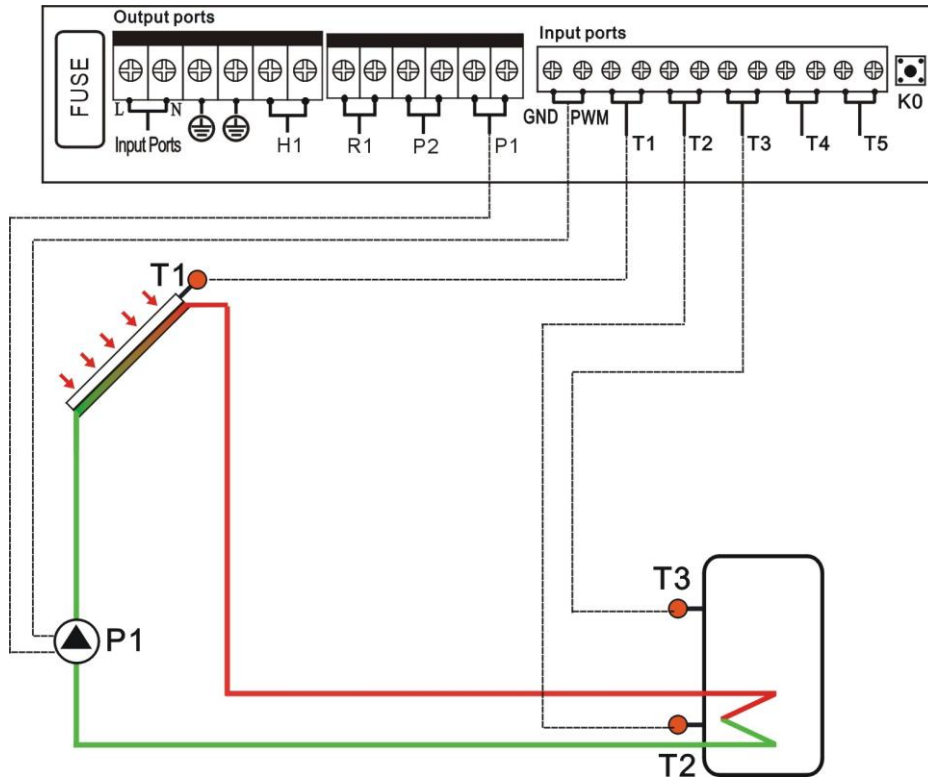 Output ports
Input ports
FUSE
L N
GND PWM
K0
Input Ports H1 R1 P2 P1 T1 T2 T3 T4 T5
T1
T3
P1
T2